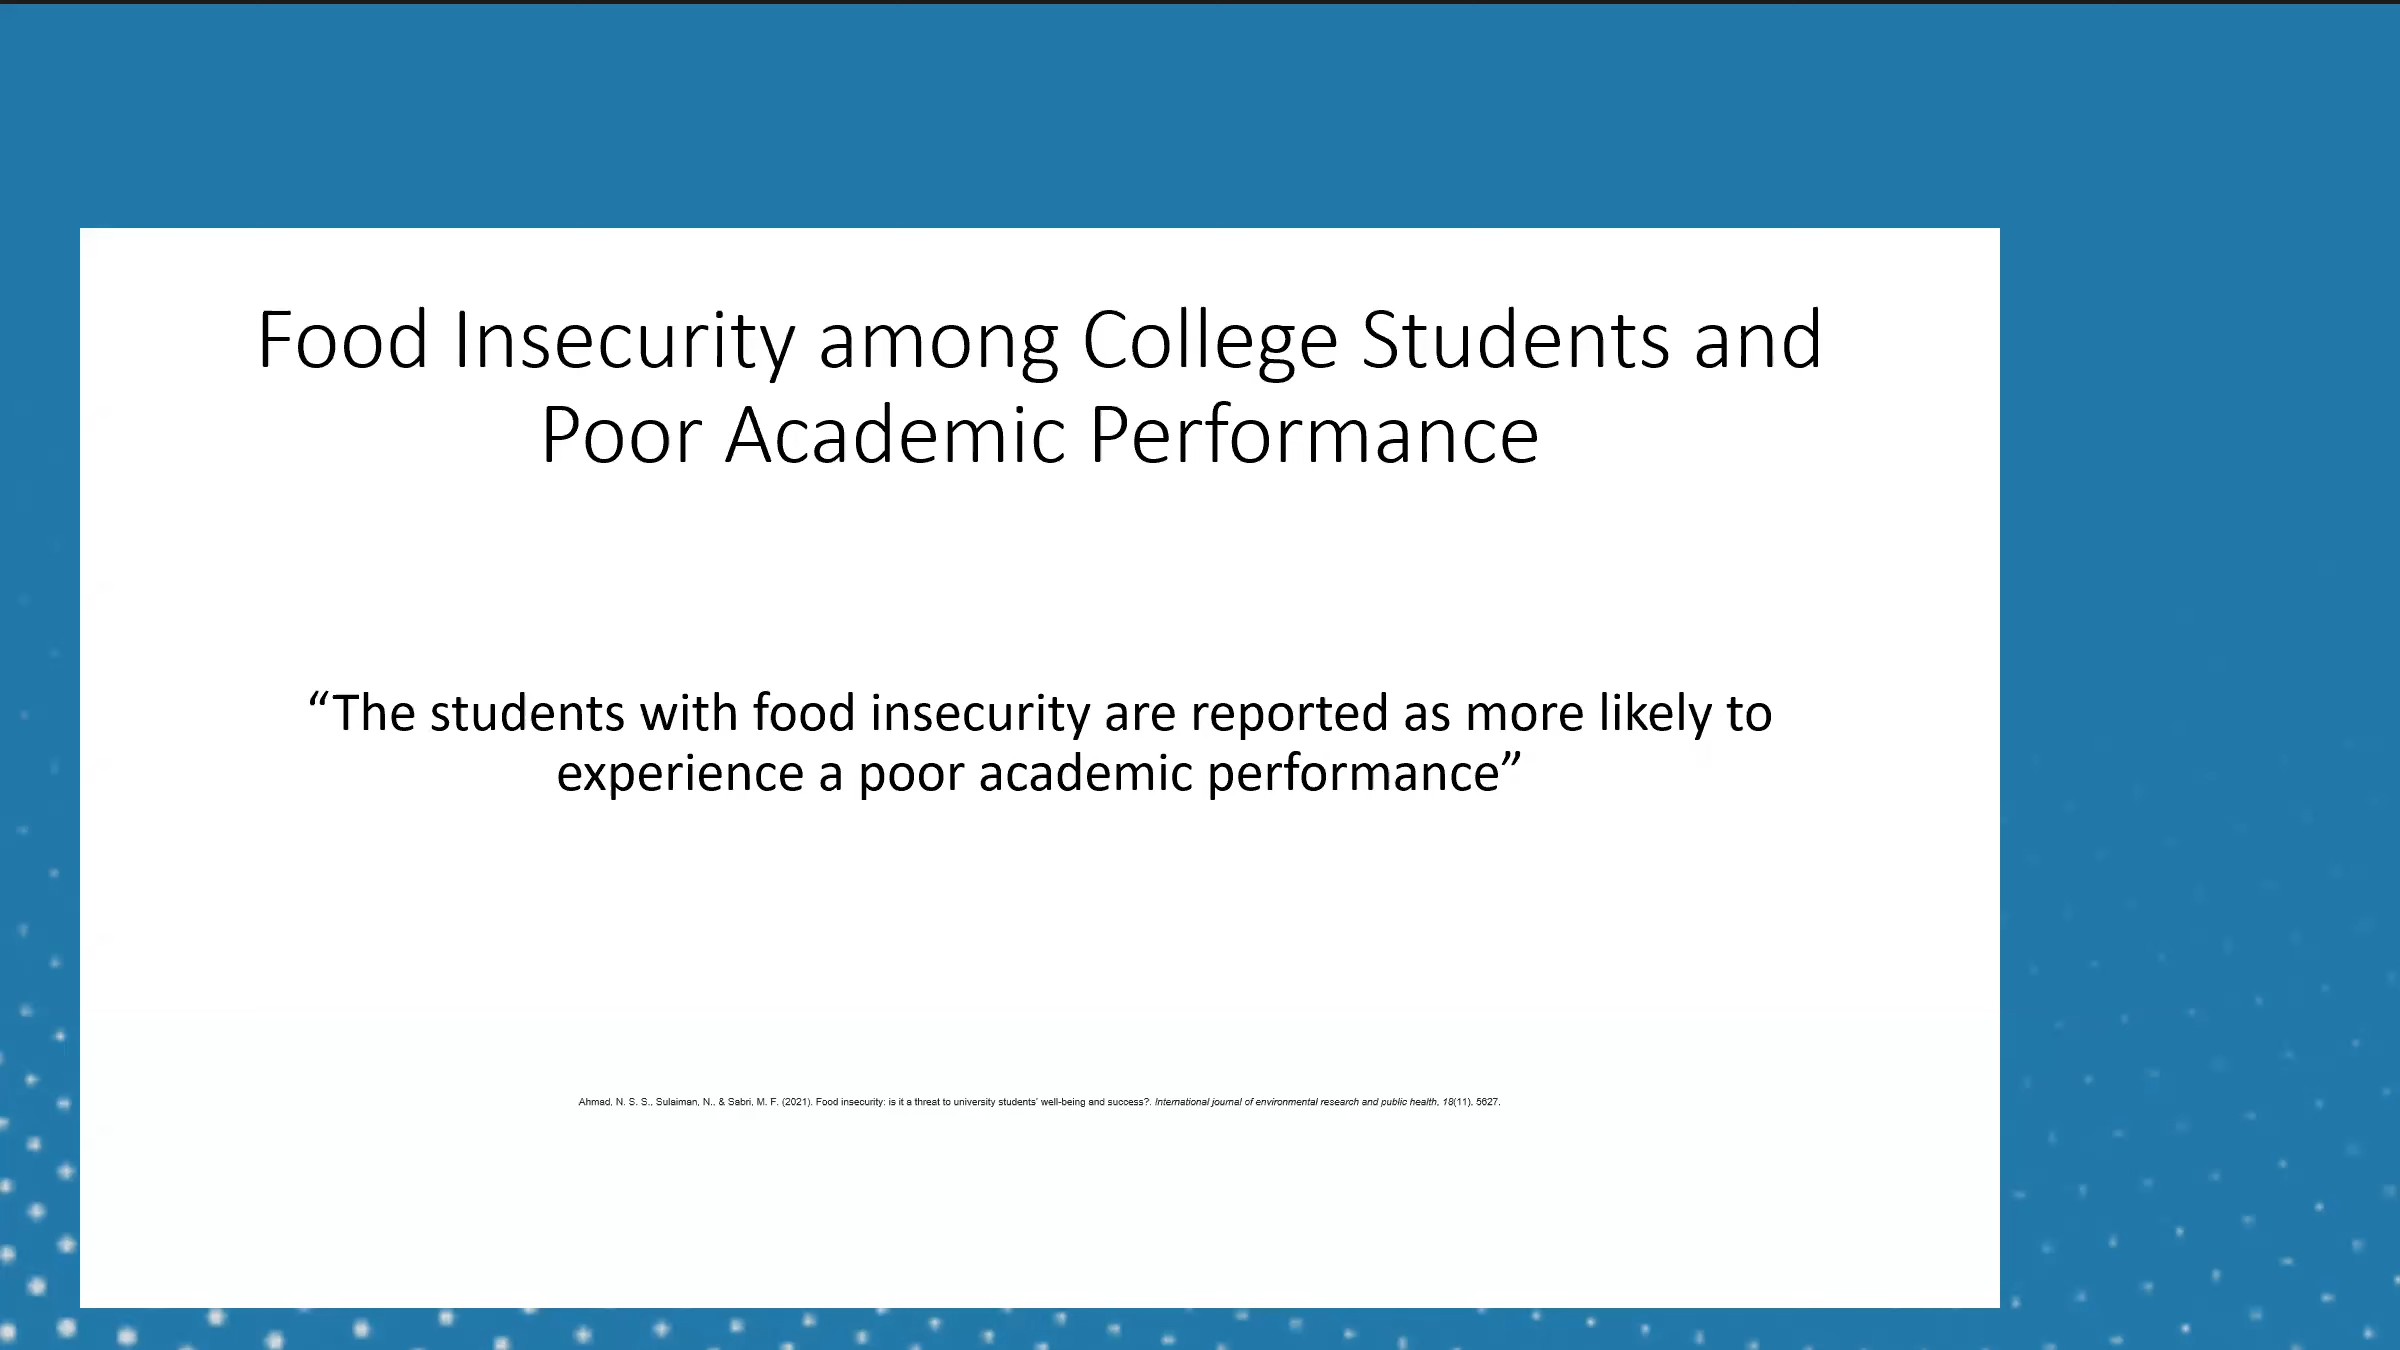 Food Insecurity among College Students and
Poor Academic Performance
“The students with food insecurity are reported as more likely to
experience a poor academic performance”
Ahmad, N. S. S., Sulaiman, N., & Sabri, M. F. (2021). Food insecurity: is it a threat to university students’ well-being and success?. International journal of environmental research and public health, 18(11), 5627.